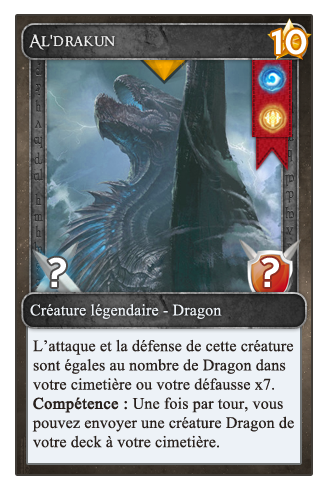 AL'DRAKUN
10
?
?
Créature légendaire - Dragon
L'attaque et la défense de cette créature
sont égales au nombre de Dragon dans
votre cimetière ou votre défausse x7.
Compétence : Une fois par tour, vous
pouvez envoyer une créature Dragon de
votre deck à votre cimetière.